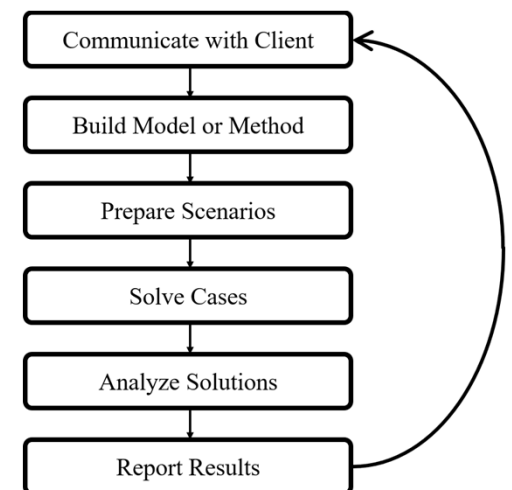 Communicate with Client
Build Model or Method
Prepare Scenarios
Solve Cases
Analyze Solutions
Report Results